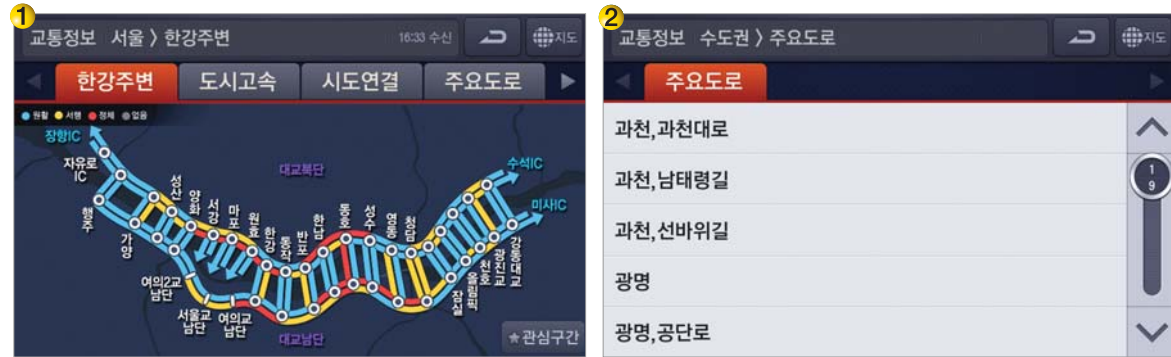 1
교통정보 서울 > 한강주변
16:33 수신
지도
한강주변
도시고속
시도연결
주요도로
원활
서행
정체
없음
장항IC
자유로
IC
행주
가양
성산
양화
서강
마포
원효
한강
동작
반포
한남
동호
성수
영동
청담
잠실
올림픽
천호
광진교
강동대교
수석IC
미사IC
대교북단
여의2교
남단
서울교
남단
여의교
남단
대교남단
관심구간
2
교통정보 수도권 > 주요도로
지도
주요도로
과천,과천대로
과천,남태령길
과천,선바위길
광명
광명,공단로
1
9